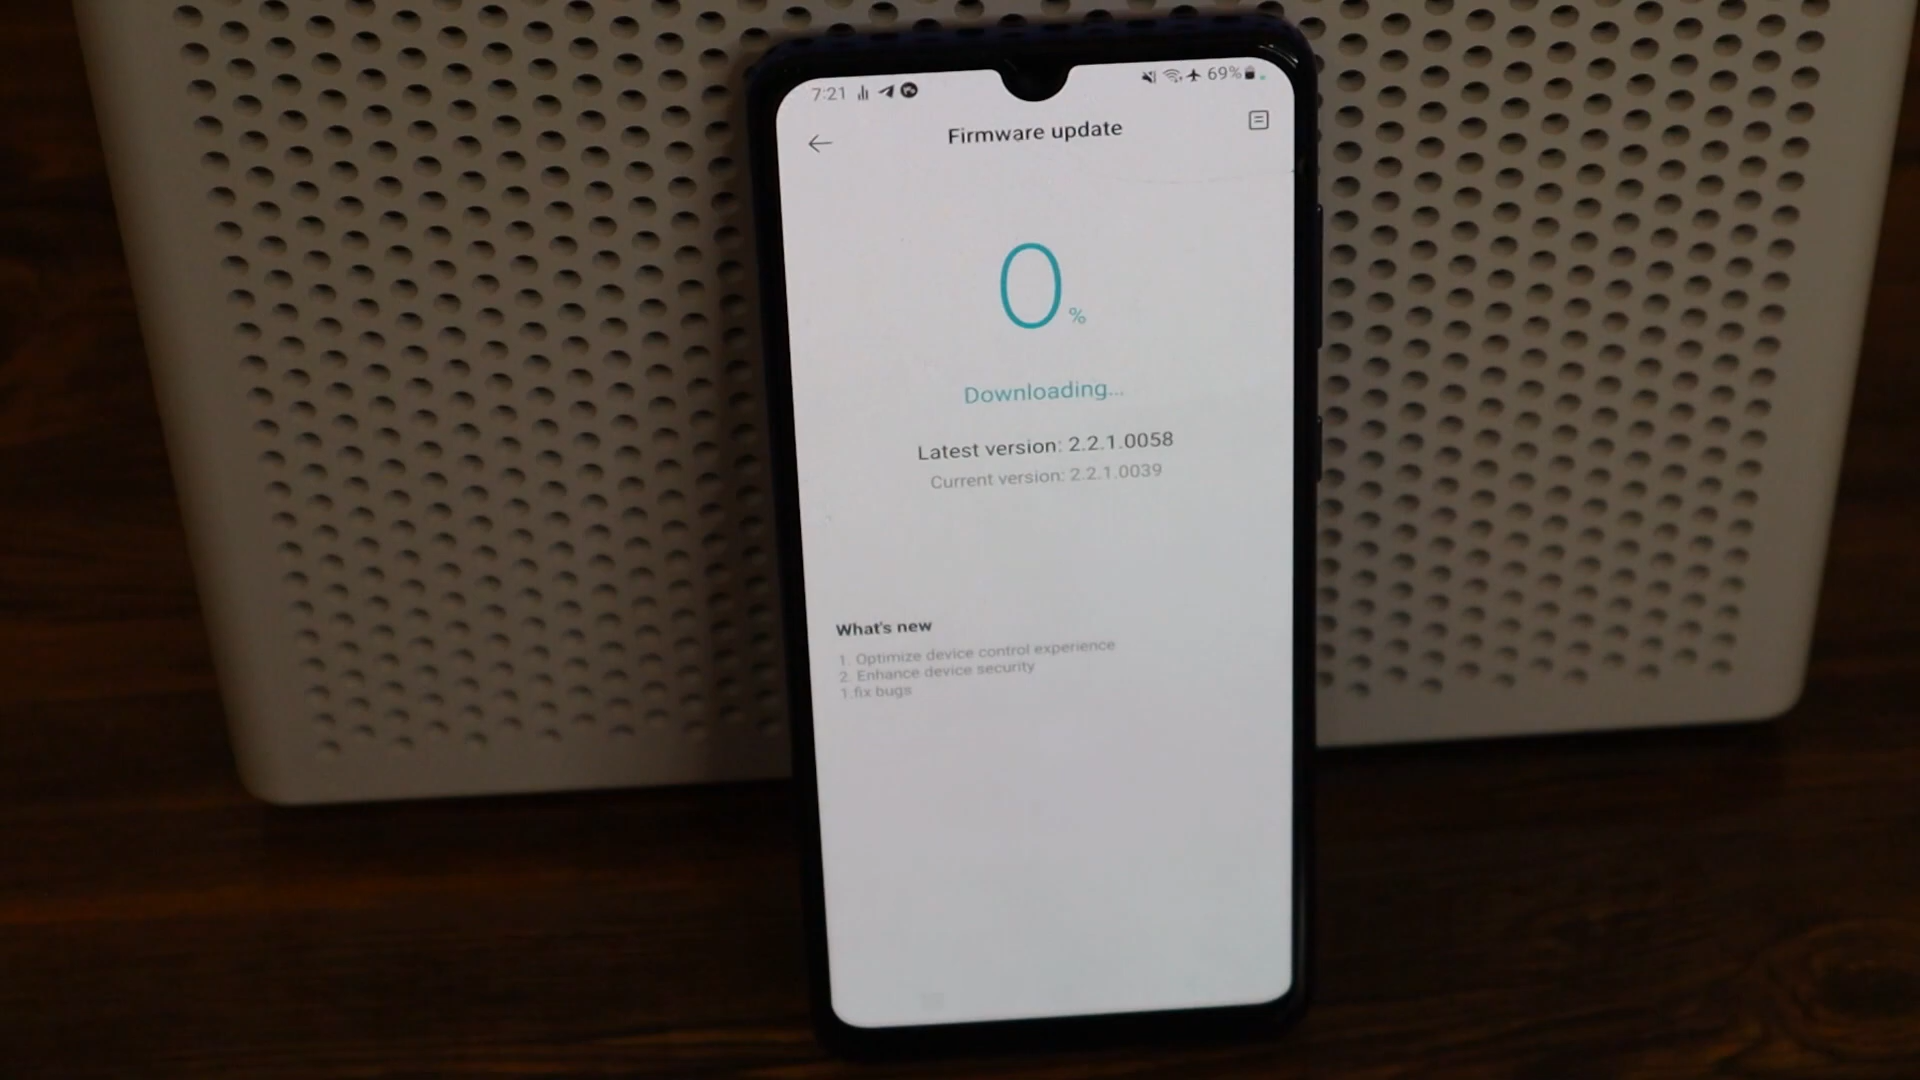 7:21 69%
Firmware update
0%
Downloading...
Latest version: 2.2.1.0058
Current version: 2.2.1.0039
What's new
1. Optimize device control experience
2. Enhance device security
1.fix bugs